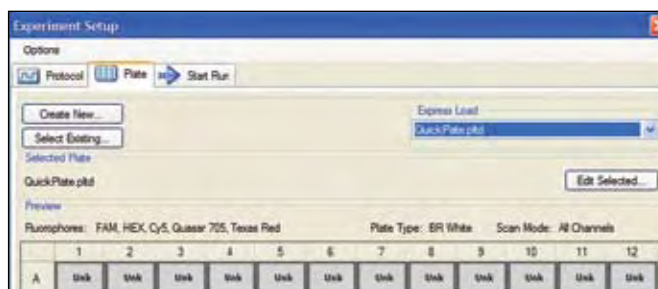 Experiment Setup
Options
Protocol Plate Start Run
Create New...
Express Load
QuickPlate.pltd
Select Existing...
Selected Plate
QuickPlate.pltd Edit Selected...
Preview
Fluorophores: FAM, HEX, Cy5, Quasar 705, Texas Red Plate Type: BR White Scan Mode: All Channels
1 2 3 4 5 6 7 8 9 10 11 12
A Unk Unk Unk Unk Unk Unk Unk Unk Unk Unk Unk Unk